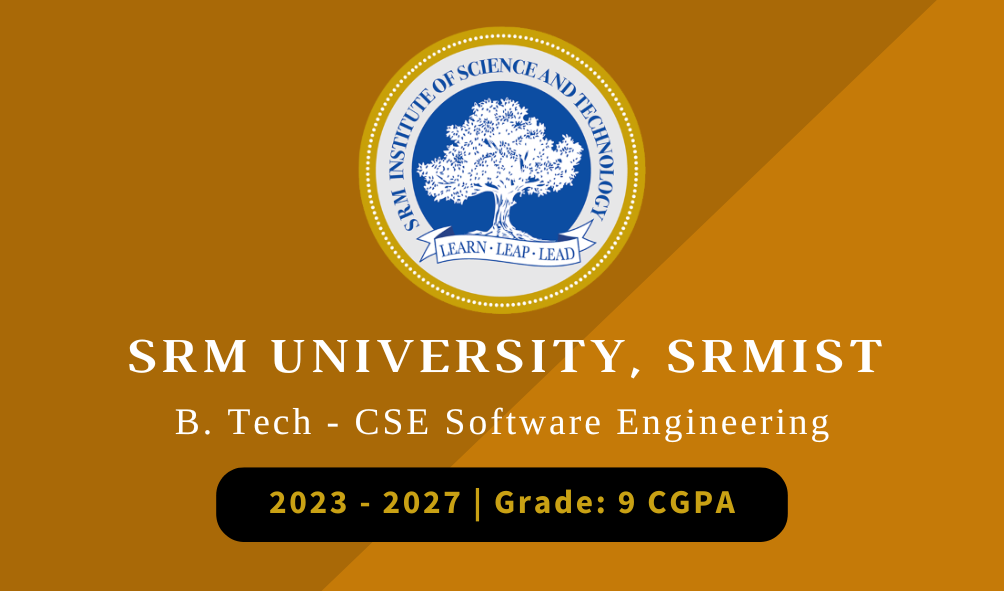 SRM INSTITUTE OF SCIENCE AND TECHNOLOGY
LEARN · LEAP · LEAD
SRM UNIVERSITY, SRMIST
B. Tech - CSE Software Engineering
2023 - 2027 | Grade: 9 CGPA